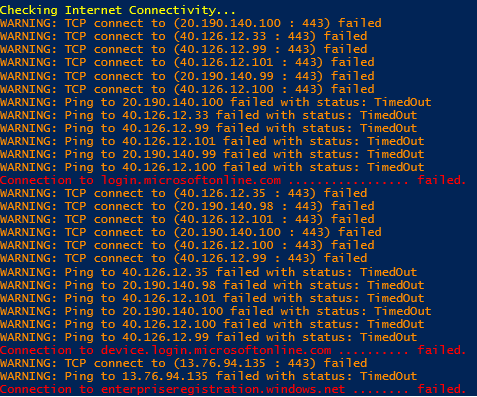 Checking Internet Connectivity...
WARNING: TCP connect to (20.190.140.100 : 443) failed
WARNING: TCP connect to (40.126.12.33 : 443) failed
WARNING: TCP connect to (40.126.12.99 : 443) failed
WARNING: TCP connect to (40.126.12.101 : 443) failed
WARNING: TCP connect to (20.190.140.99 : 443) failed
WARNING: TCP connect to (40.126.12.100 : 443) failed
WARNING: Ping to 20.190.140.100 failed with status: TimedOut
WARNING: Ping to 40.126.12.33 failed with status: TimedOut
WARNING: Ping to 40.126.12.99 failed with status: TimedOut
WARNING: Ping to 40.126.12.101 failed with status: TimedOut
WARNING: Ping to 20.190.140.99 failed with status: TimedOut
WARNING: Ping to 40.126.12.100 failed with status: TimedOut
Connection to login.microsoftonline.com ................ failed.
WARNING: TCP connect to (40.126.12.35 : 443) failed
WARNING: TCP connect to (20.190.140.98 : 443) failed
WARNING: TCP connect to (40.126.12.101 : 443) failed
WARNING: TCP connect to (20.190.140.100 : 443) failed
WARNING: TCP connect to (40.126.12.100 : 443) failed
WARNING: TCP connect to (40.126.12.99 : 443) failed
WARNING: Ping to 40.126.12.35 failed with status: TimedOut
WARNING: Ping to 20.190.140.98 failed with status: TimedOut
WARNING: Ping to 40.126.12.101 failed with status: TimedOut
WARNING: Ping to 20.190.140.100 failed with status: TimedOut
WARNING: Ping to 40.126.12.100 failed with status: TimedOut
WARNING: Ping to 40.126.12.99 failed with status: TimedOut
Connection to device.login.microsoftonline.com .......... failed.
WARNING: TCP connect to (13.76.94.135 : 443) failed
WARNING: Ping to 13.76.94.135 failed with status: TimedOut
Connection to enterpriseregistration.windows.net ........ failed.